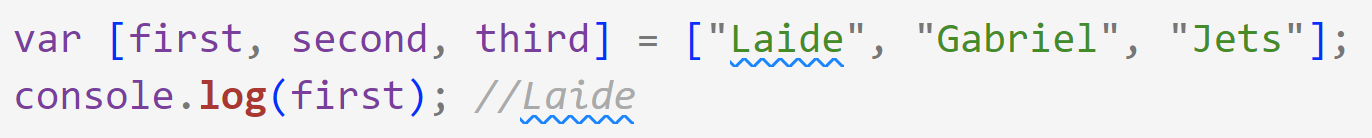 var [first, second, third] = ["Laide", "Gabriel", "Jets"];
console.log(first); //Laide